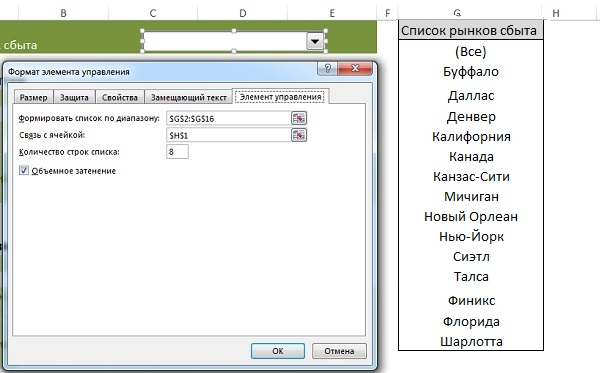 B C D E F G H
сбыта
Список рынков сбыта
(Все)
Буффало
Даллас
Денвер
Калифорния
Канада
Канзас-Сити
Мичиган
Новый Орлеан
Нью-Йорк
Сиэтл
Талса
Финикс
Флорида
Шарлотта
Формат элемента управления
Размер Защита Свойства Замещающий текст Элемент управления
Формировать список по диапазону: $G$2:$G$16
Связь с ячейкой: $H$1
Количество строк списка: 8
Объемное затенение
ОК Отмена